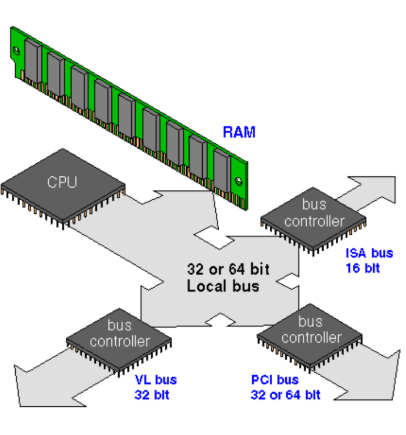 RAM
CPU
bus
controller
ISA bus
16 bit
32 or 64 bit
Local bus
bus
controller
VL bus
32 bit
bus
controller
PCI bus
32 or 64 bit